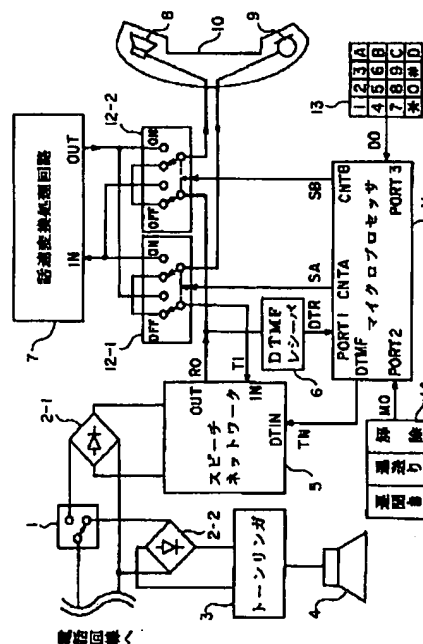 8
9
10
7
話速変換処理回路
IN
OUT
12-1
12-2
OFF
ON
OFF
ON
13
1 2 3 A
4 5 6 B
7 8 9 C
* 0 # D
DO
2-1
1
電話回線へ
2-2
OUT
RO
スピーチ
ネットワーク
TI
IN
DTIN
5
TN
DTMF
レシーバ
6
DTR
SA
SB
PORT1
CNTA
CNTB
DTMF
マイクロプロセッサ
PORT2
PORT3
MO
遅聞き
解除
3
トーンリンガ
4